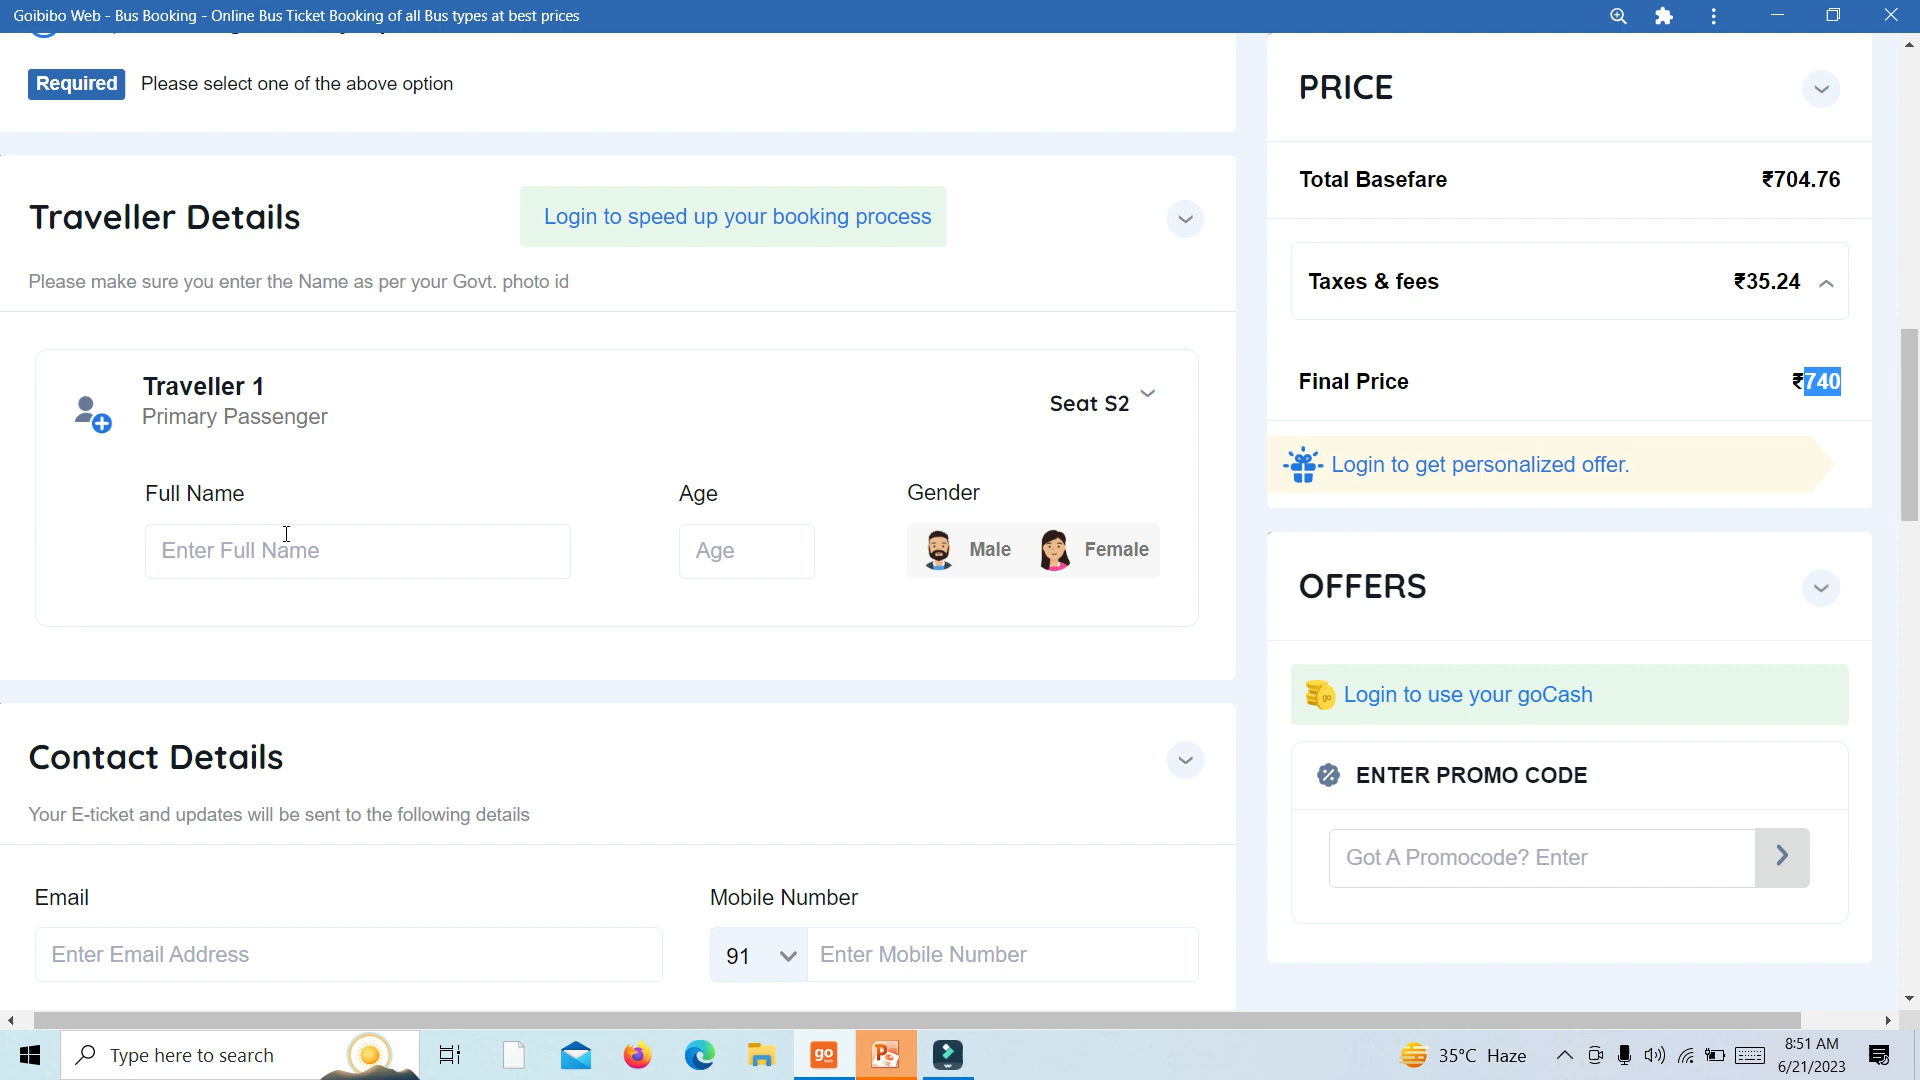 Goibibo Web - Bus Booking - Online Bus Ticket Booking of all Bus types at best prices
Required Please select one of the above option
Traveller Details
Login to speed up your booking process
Please make sure you enter the Name as per your Govt. photo id
Traveller 1
Primary Passenger
Seat S2
Full Name
Age
Gender
Enter Full Name
Age
Male
Female
Contact Details
Your E-ticket and updates will be sent to the following details
Email
Mobile Number
Enter Email Address
91
Enter Mobile Number
PRICE
Total Basefare ₹704.76
Taxes & fees ₹35.24
Final Price ₹740
Login to get personalized offer.
OFFERS
Login to use your goCash
ENTER PROMO CODE
Got A Promocode? Enter
Type here to search
go
35°C Haze
8:51 AM
6/21/2023